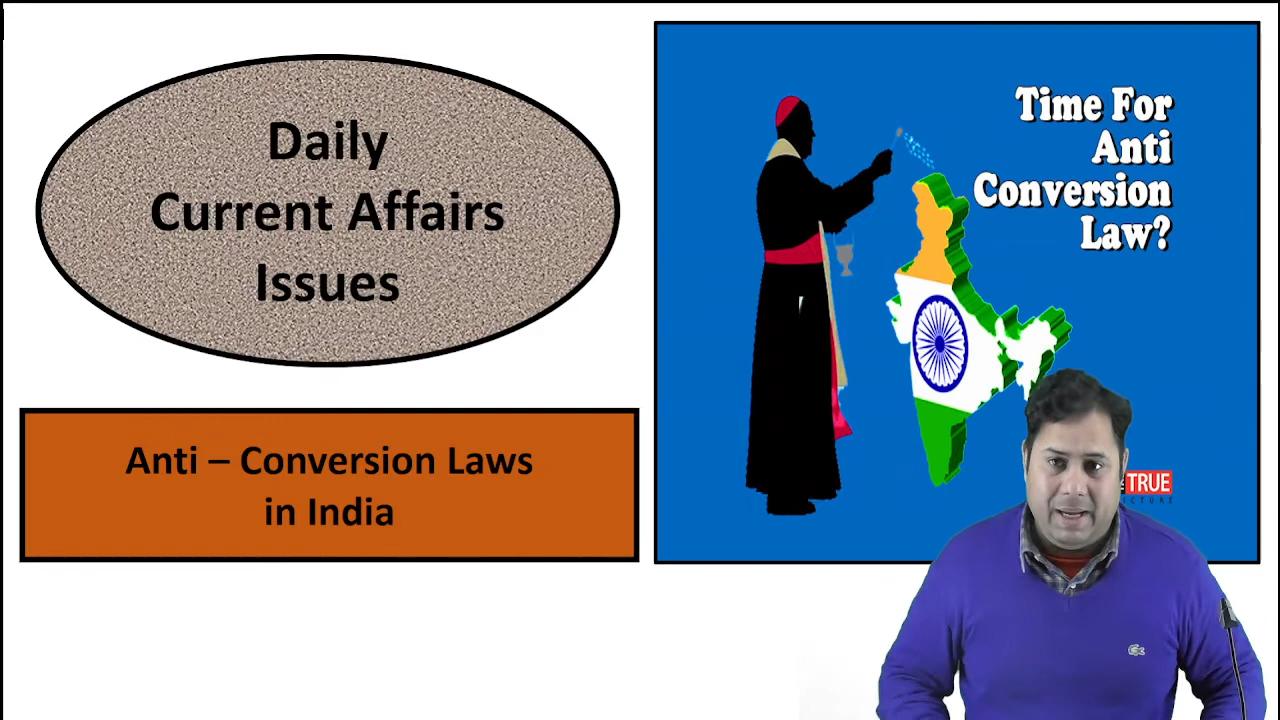 Daily
Current Affairs
Issues
Anti – Conversion Laws
in India
Time For
Anti
Conversion
Law?
TRUE